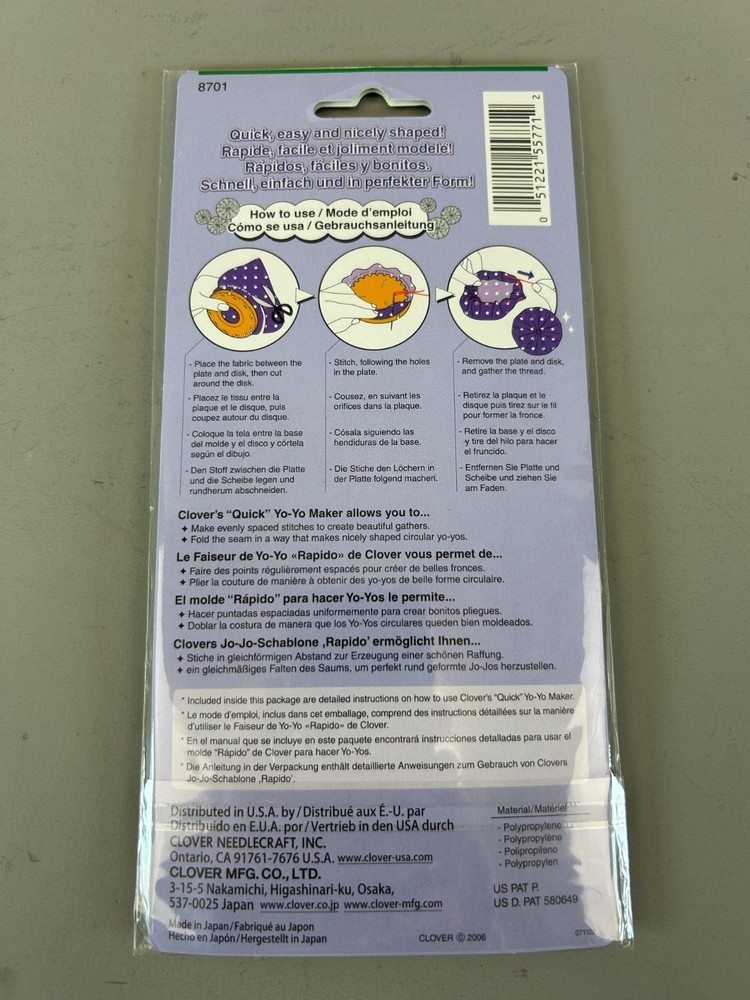 8701
0 51221 55771 2
Quick, easy and nicely shaped!
Rapide, facile et joliment modelé!
Rápidos, fáciles y bonitos.
Schnell, einfach und in perfekter Form!
How to use / Mode d'emploi
Cómo se usa / Gebrauchsanleitung
- Place the fabric between the
plate and disk, then cut
around the disk.
- Placez le tissu entre la
plaque et le disque, puis
coupez autour du disque.
- Coloque la tela entre la base
del molde y el disco y córtela
según el dibujo.
- Den Stoff zwischen die Platte
und die Scheibe legen und
rundherum abschneiden.
- Stitch, following the holes
in the plate.
- Cousez, en suivant les
orifices dans la plaque.
- Cósala siguiendo las
hendiduras de la base.
- Die Stiche den Löchern in
der Platte folgend machen.
- Remove the plate and disk,
and gather the thread.
- Retirez la plaque et le
disque puis tirez sur le fil
pour former la fronce.
- Retire la base y el disco
y tire del hilo para hacer
el fruncido.
- Entfernen Sie Platte und
Scheibe und ziehen Sie
am Faden.
Clover's "Quick" Yo-Yo Maker allows you to...
✦ Make evenly spaced stitches to create beautiful gathers.
✦ Fold the seam in a way that makes nicely shaped circular yo-yos.
Le Faiseur de Yo-Yo «Rapido» de Clover vous permet de...
✦ Faire des points régulièrement espacés pour créer de belles fronces.
✦ Plier la couture de manière à obtenir des yo-yos de belle forme circulaire.
El molde "Rápido" para hacer Yo-Yos le permite...
✦ Hacer puntadas espaciadas uniformemente para crear bonitos pliegues.
✦ Doblar la costura de manera que los Yo-Yos circulares queden bien moldeados.
Clovers Jo-Jo-Schablone ,Rapido' ermöglicht Ihnen...
✦ Stiche in gleichförmigen Abstand zur Erzeugung einer schönen Raffung.
✦ ein gleichmäßiges Falten des Saums, um perfekt rund geformte Jo-Jos herzustellen.
* Included inside this package are detailed instructions on how to use Clover's "Quick" Yo-Yo Maker.
* Le mode d'emploi, inclus dans cet emballage, comprend des instructions détaillées sur la manière
d'utiliser le Faiseur de Yo-Yo «Rapido» de Clover.
* En el manual que se incluye en este paquete encontrará instrucciones detalladas para usar el
molde "Rápido" de Clover para hacer Yo-Yos.
* Die Anleitung in der Verpackung enthält detaillierte Anweisungen zum Gebrauch von Clovers
Jo-Jo-Schablone ,Rapido'.
Distributed in U.S.A. by / Distribué aux É.-U. par
Distribuido en E.U.A. por / Vertrieb in den USA durch
CLOVER NEEDLECRAFT, INC.
Ontario, CA 91761-7676 U.S.A. www.clover-usa.com
CLOVER MFG. CO., LTD.
3-15-5 Nakamichi, Higashinari-ku, Osaka,
537-0025 Japan www.clover.co.jp www.clover-mfg.com
Made in Japan / Fabriqué au Japon
Hecho en Japón / Hergestellt in Japan
Material / Matériel
- Polypropylene
- Polypropylène
- Polipropileno
- Polypropylen
US PAT P.
US D. PAT 580649
CLOVER © 2006